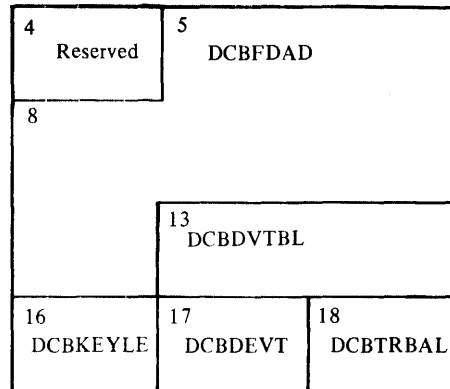 4 5
Reserved DCBFDAD
8
13
DCBDVTBL
16 17 18
DCBKEYLE DCBDEVT DCBTRBAL